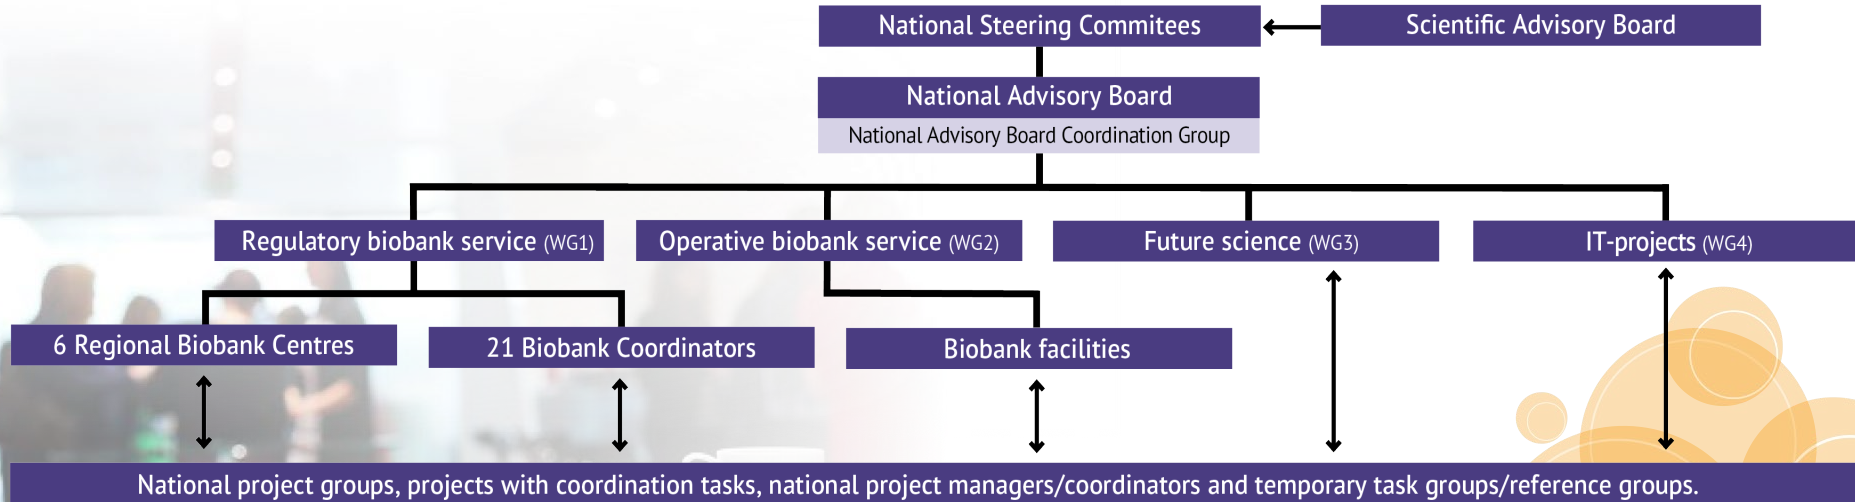 National Steering Commitees
Scientific Advisory Board
National Advisory Board
National Advisory Board Coordination Group
Regulatory biobank service (WG1)
Operative biobank service (WG2)
Future science (WG3)
IT-projects (WG4)
6 Regional Biobank Centres
21 Biobank Coordinators
Biobank facilities
National project groups, projects with coordination tasks, national project managers/coordinators and temporary task groups/reference groups.